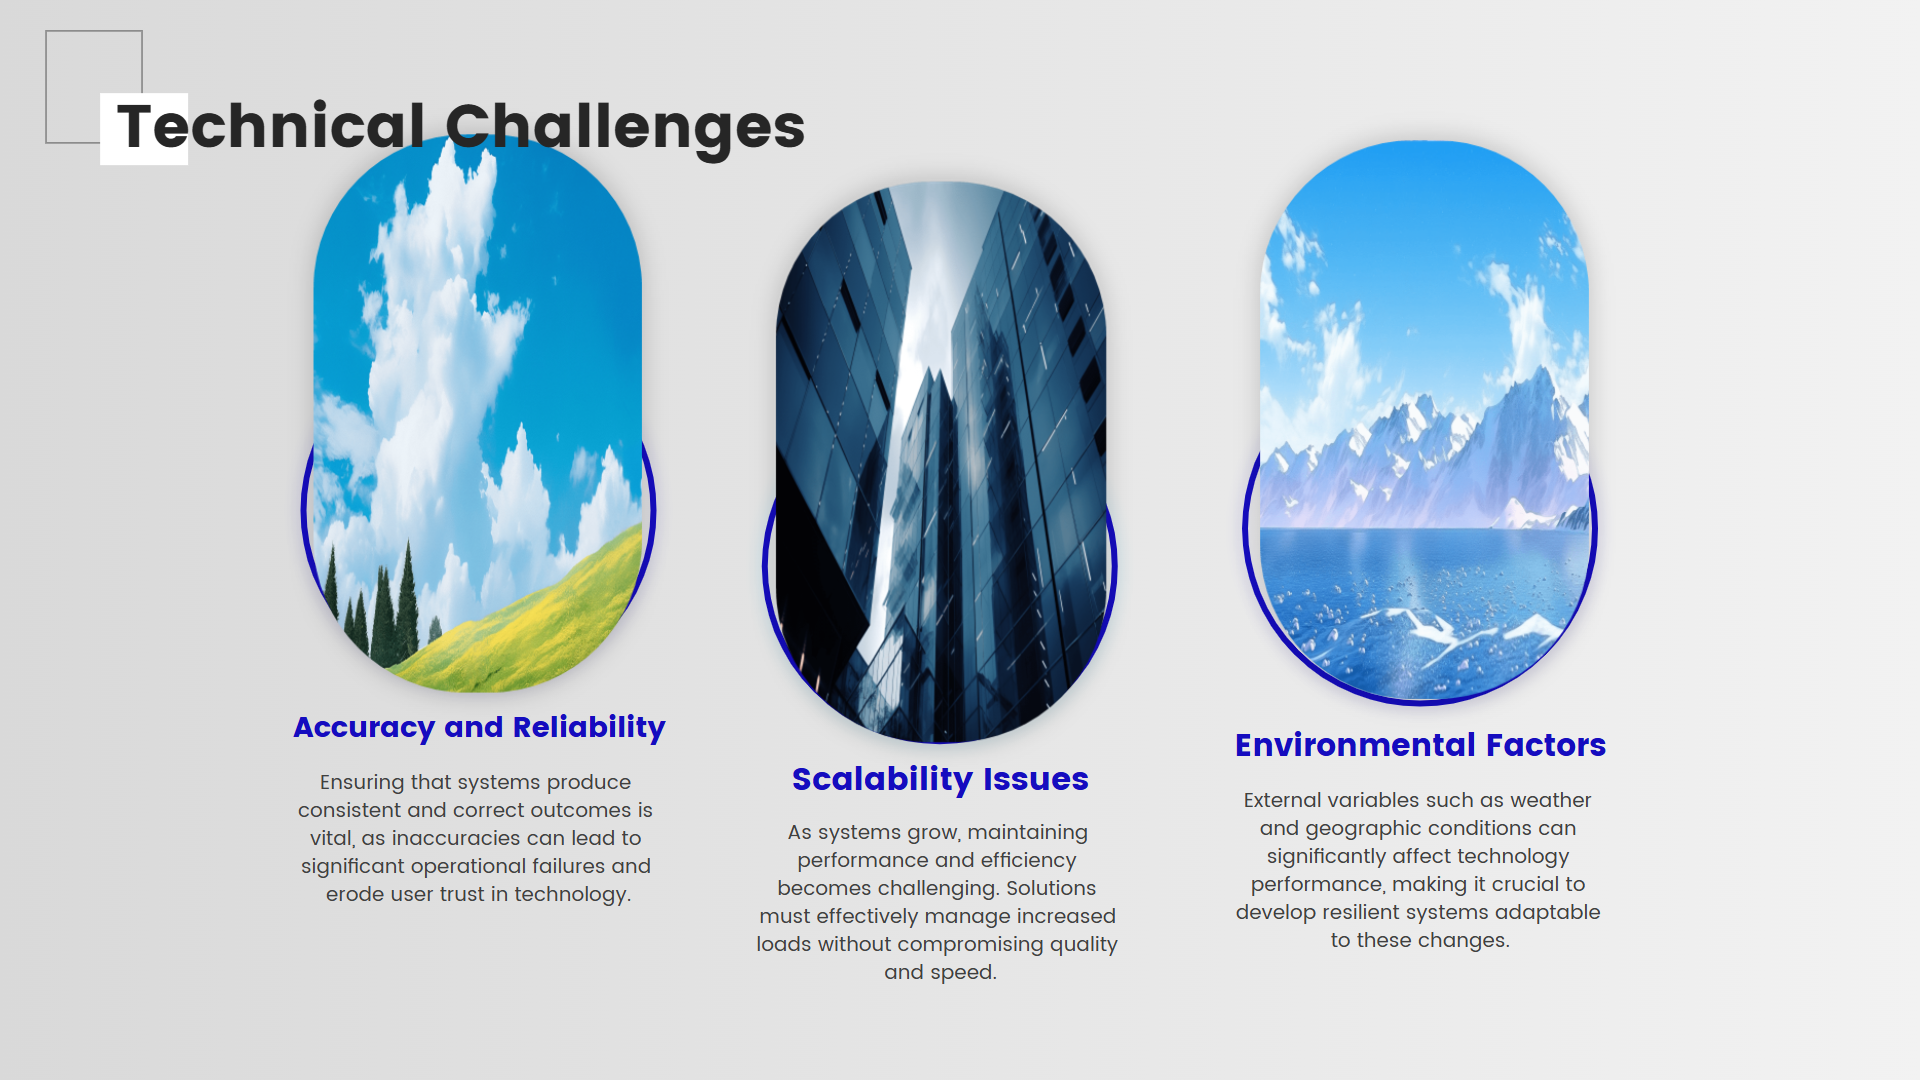 Technical Challenges
Accuracy and Reliability
Ensuring that systems produce
consistent and correct outcomes is
vital, as inaccuracies can lead to
significant operational failures and
erode user trust in technology.
Scalability Issues
As systems grow, maintaining
performance and efficiency
becomes challenging. Solutions
must effectively manage increased
loads without compromising quality
and speed.
Environmental Factors
External variables such as weather
and geographic conditions can
significantly affect technology
performance, making it crucial to
develop resilient systems adaptable
to these changes.